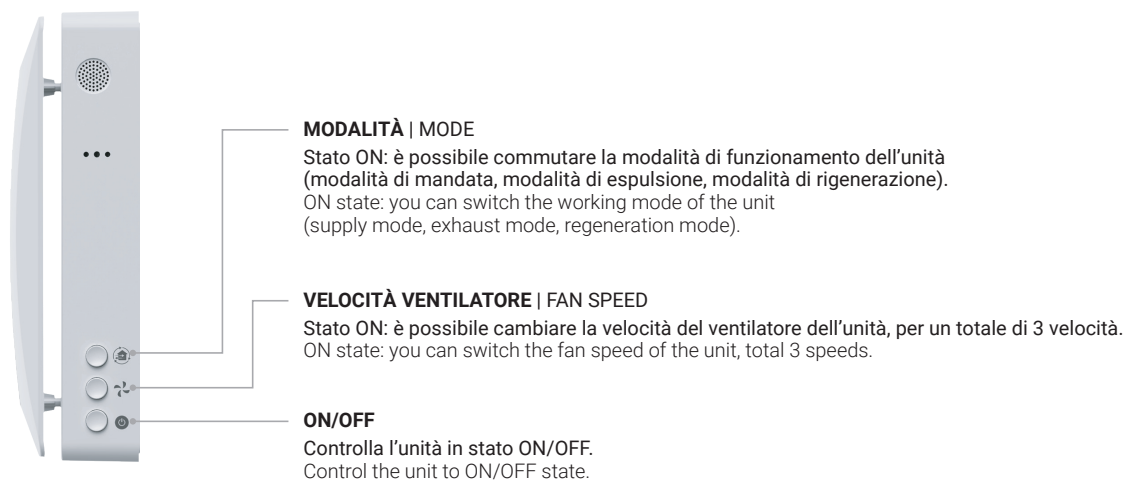 MODALITÀ | MODE
Stato ON: è possibile commutare la modalità di funzionamento dell'unità
(modalità di mandata, modalità di espulsione, modalità di rigenerazione).
ON state: you can switch the working mode of the unit
(supply mode, exhaust mode, regeneration mode).
VELOCITÀ VENTILATORE | FAN SPEED
Stato ON: è possibile cambiare la velocità del ventilatore dell'unità, per un totale di 3 velocità.
ON state: you can switch the fan speed of the unit, total 3 speeds.
ON/OFF
Controlla l'unità in stato ON/OFF.
Control the unit to ON/OFF state.